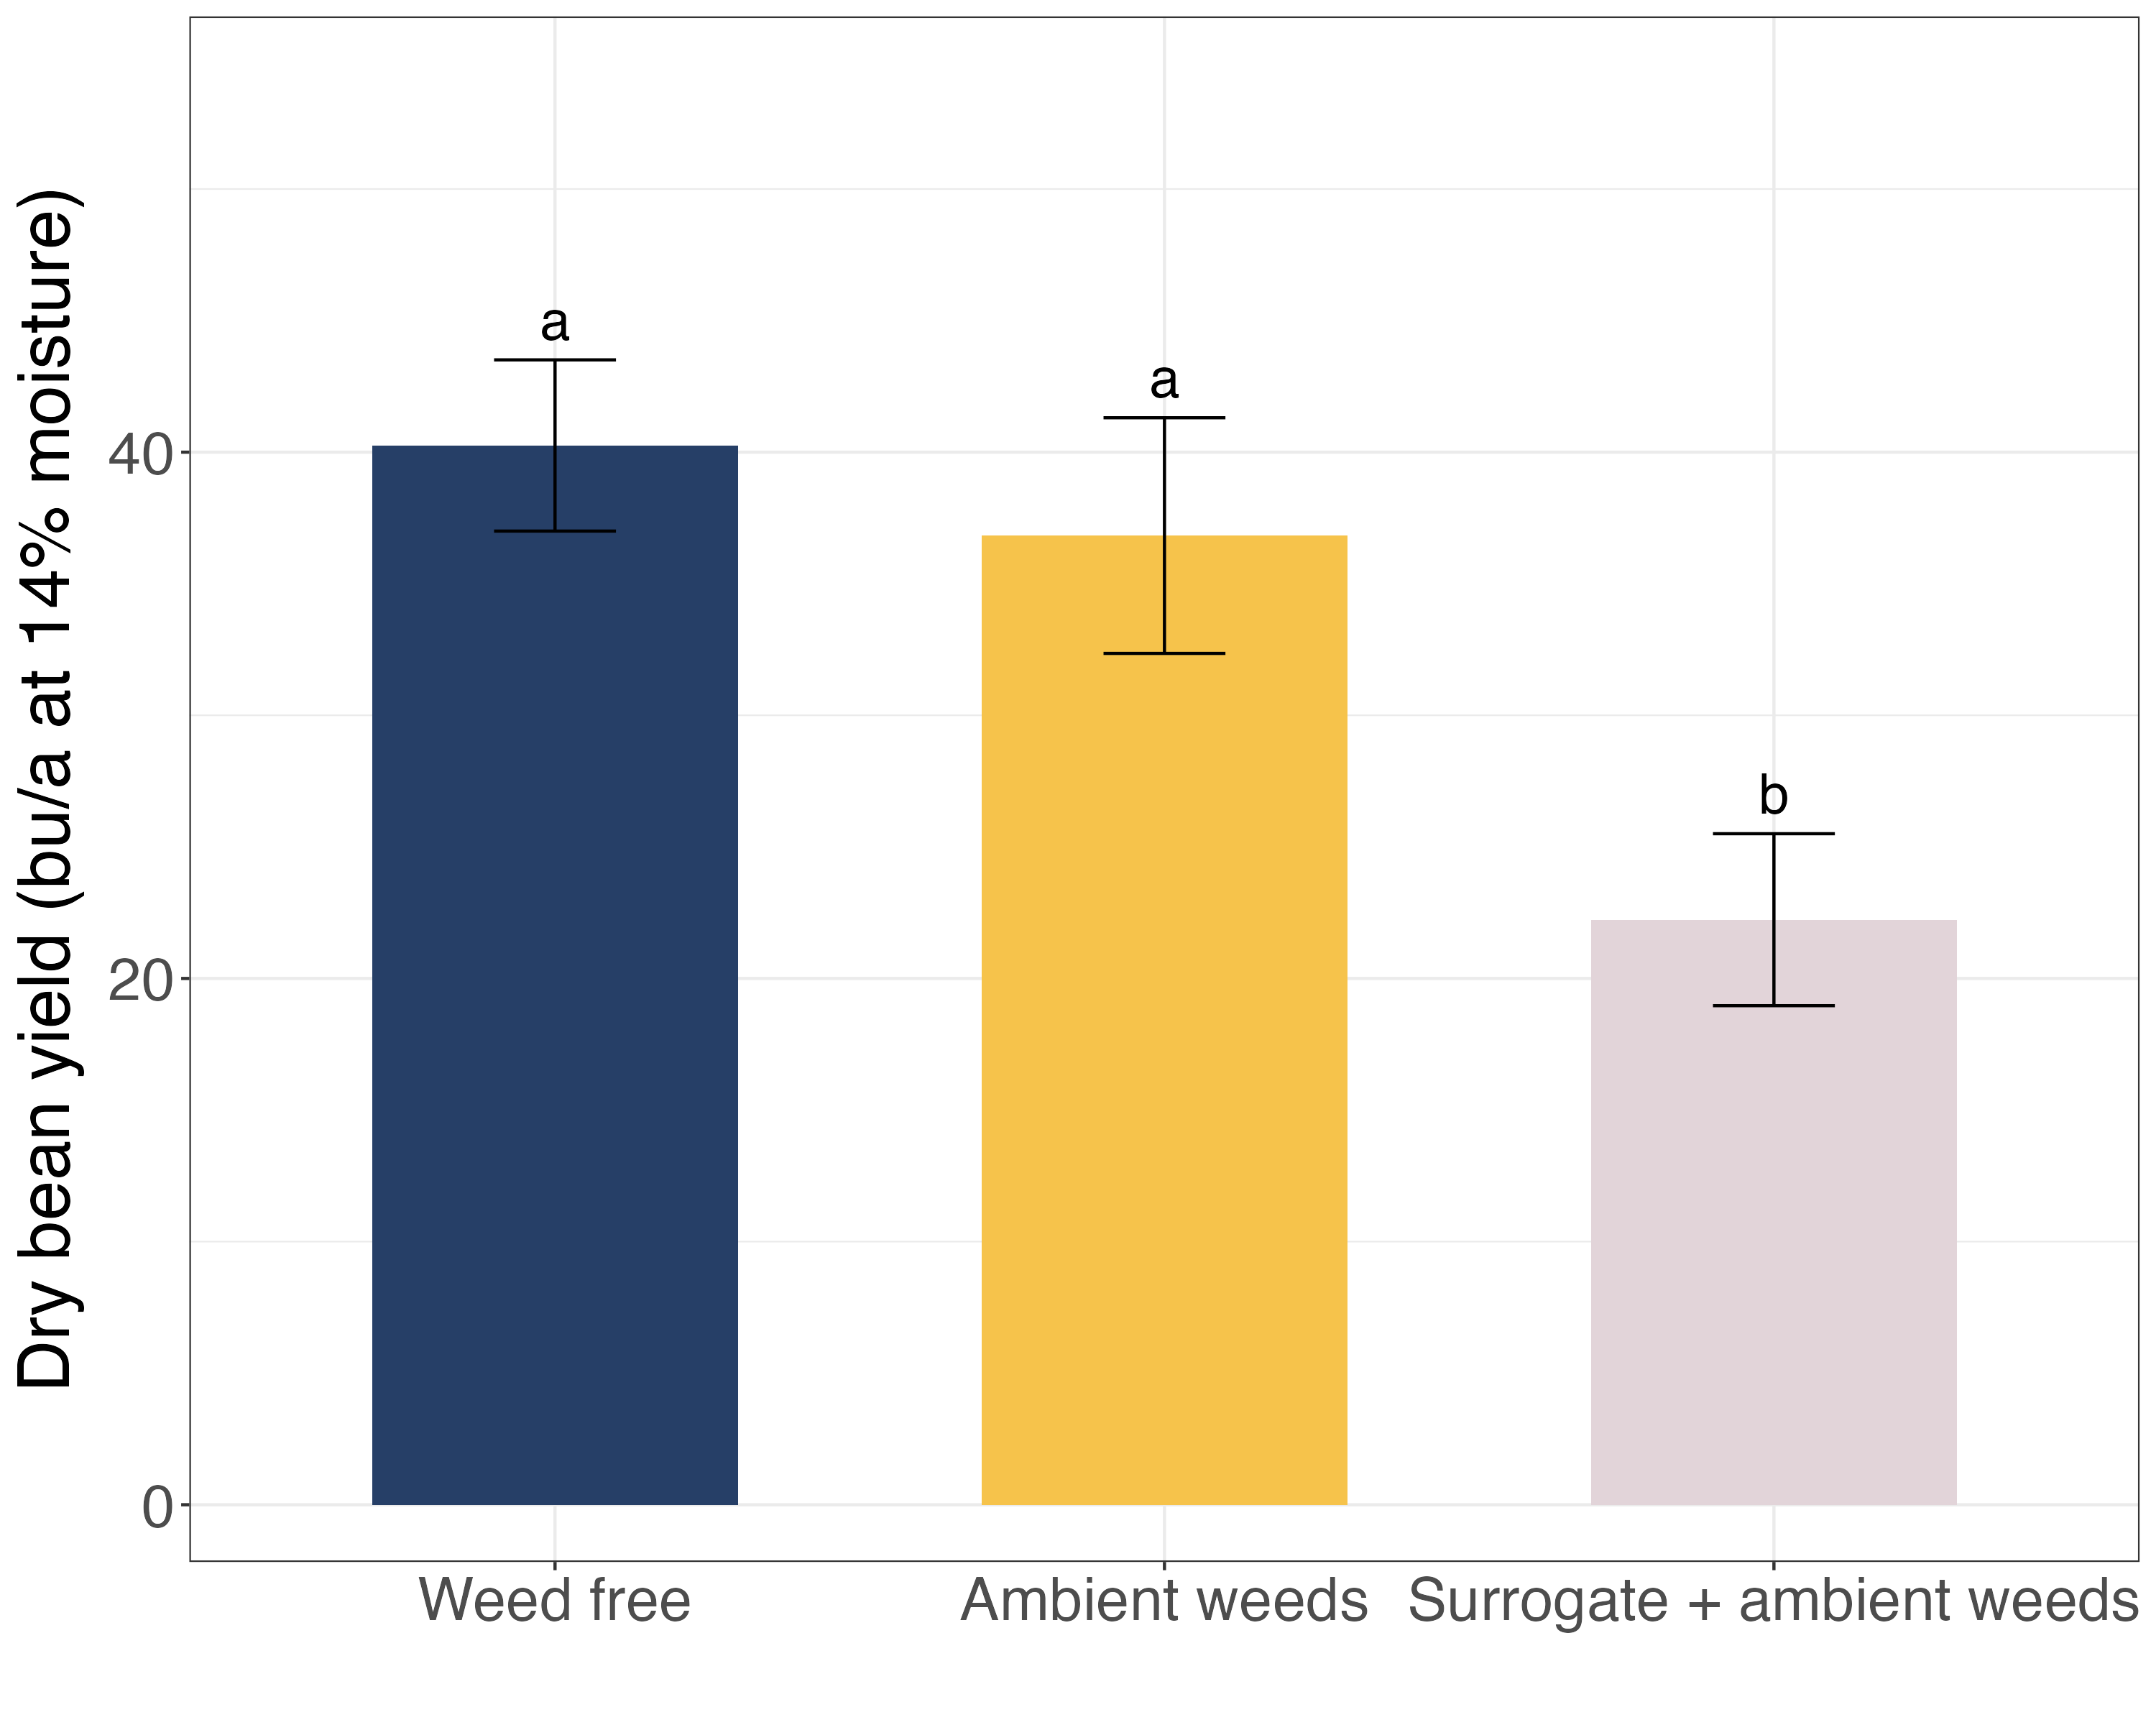 Dry bean yield (bu/a at 14% moisture)
40
20
0
a
a
b
Weed free
Ambient weeds
Surrogate + ambient weeds